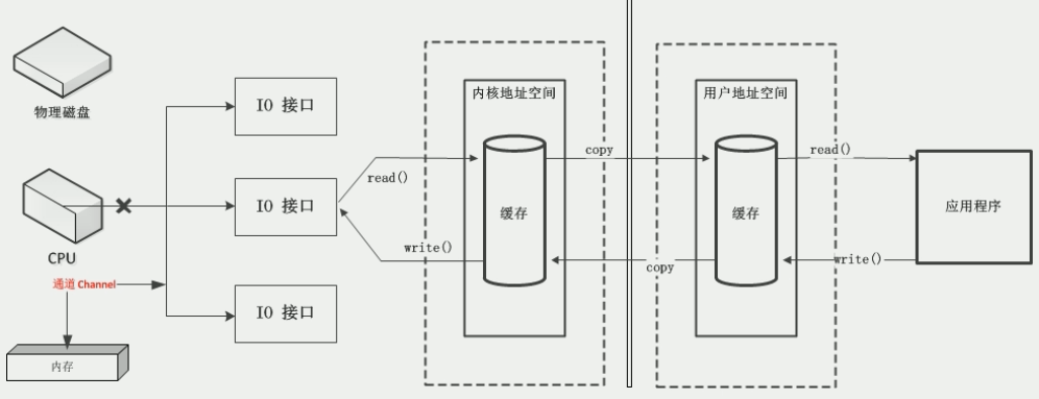 物理磁盘
CPU
通道 Channel
内存
IO 接口
IO 接口
IO 接口
read()
write()
内核地址空间
缓存
copy
copy
用户地址空间
缓存
read()
write()
应用程序